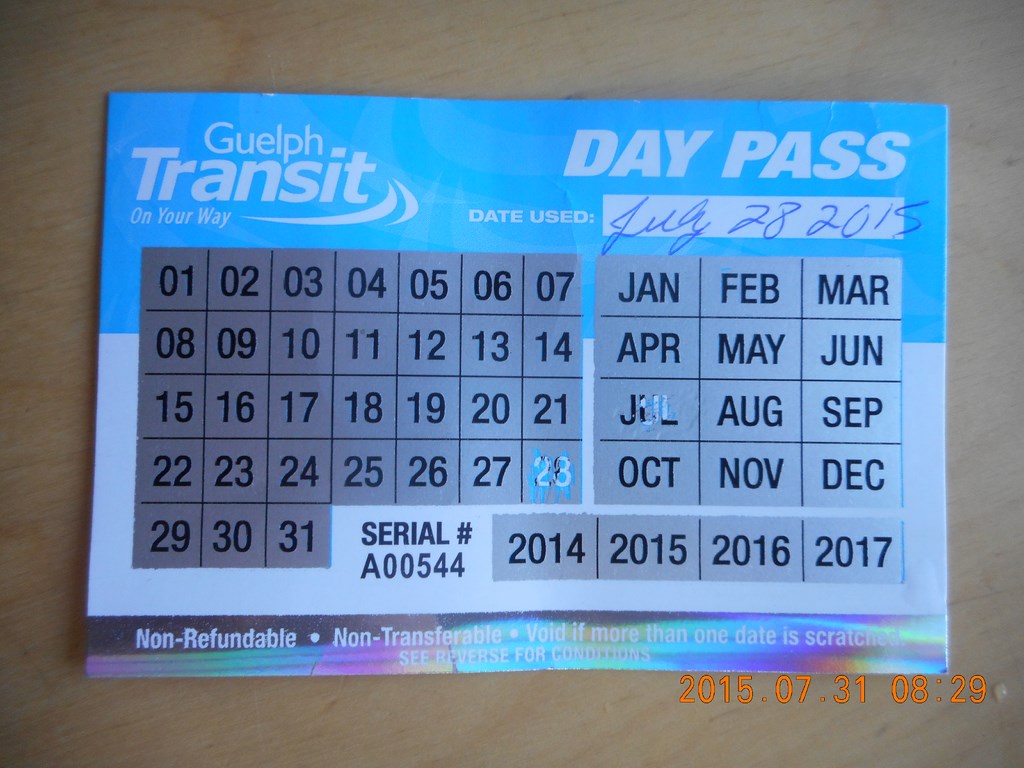 Guelph
Transit
On Your Way
DAY PASS
DATE USED: July 28 2015
01 02 03 04 05 06 07
08 09 10 11 12 13 14
15 16 17 18 19 20 21
22 23 24 25 26 27 28
29 30 31
JAN FEB MAR
APR MAY JUN
JUL AUG SEP
OCT NOV DEC
SERIAL #
A00544
2014 2015 2016 2017
Non-Refundable • Non-Transferable • Void if more than one date is scratched.
SEE REVERSE FOR CONDITIONS
2015.07.31 08:29